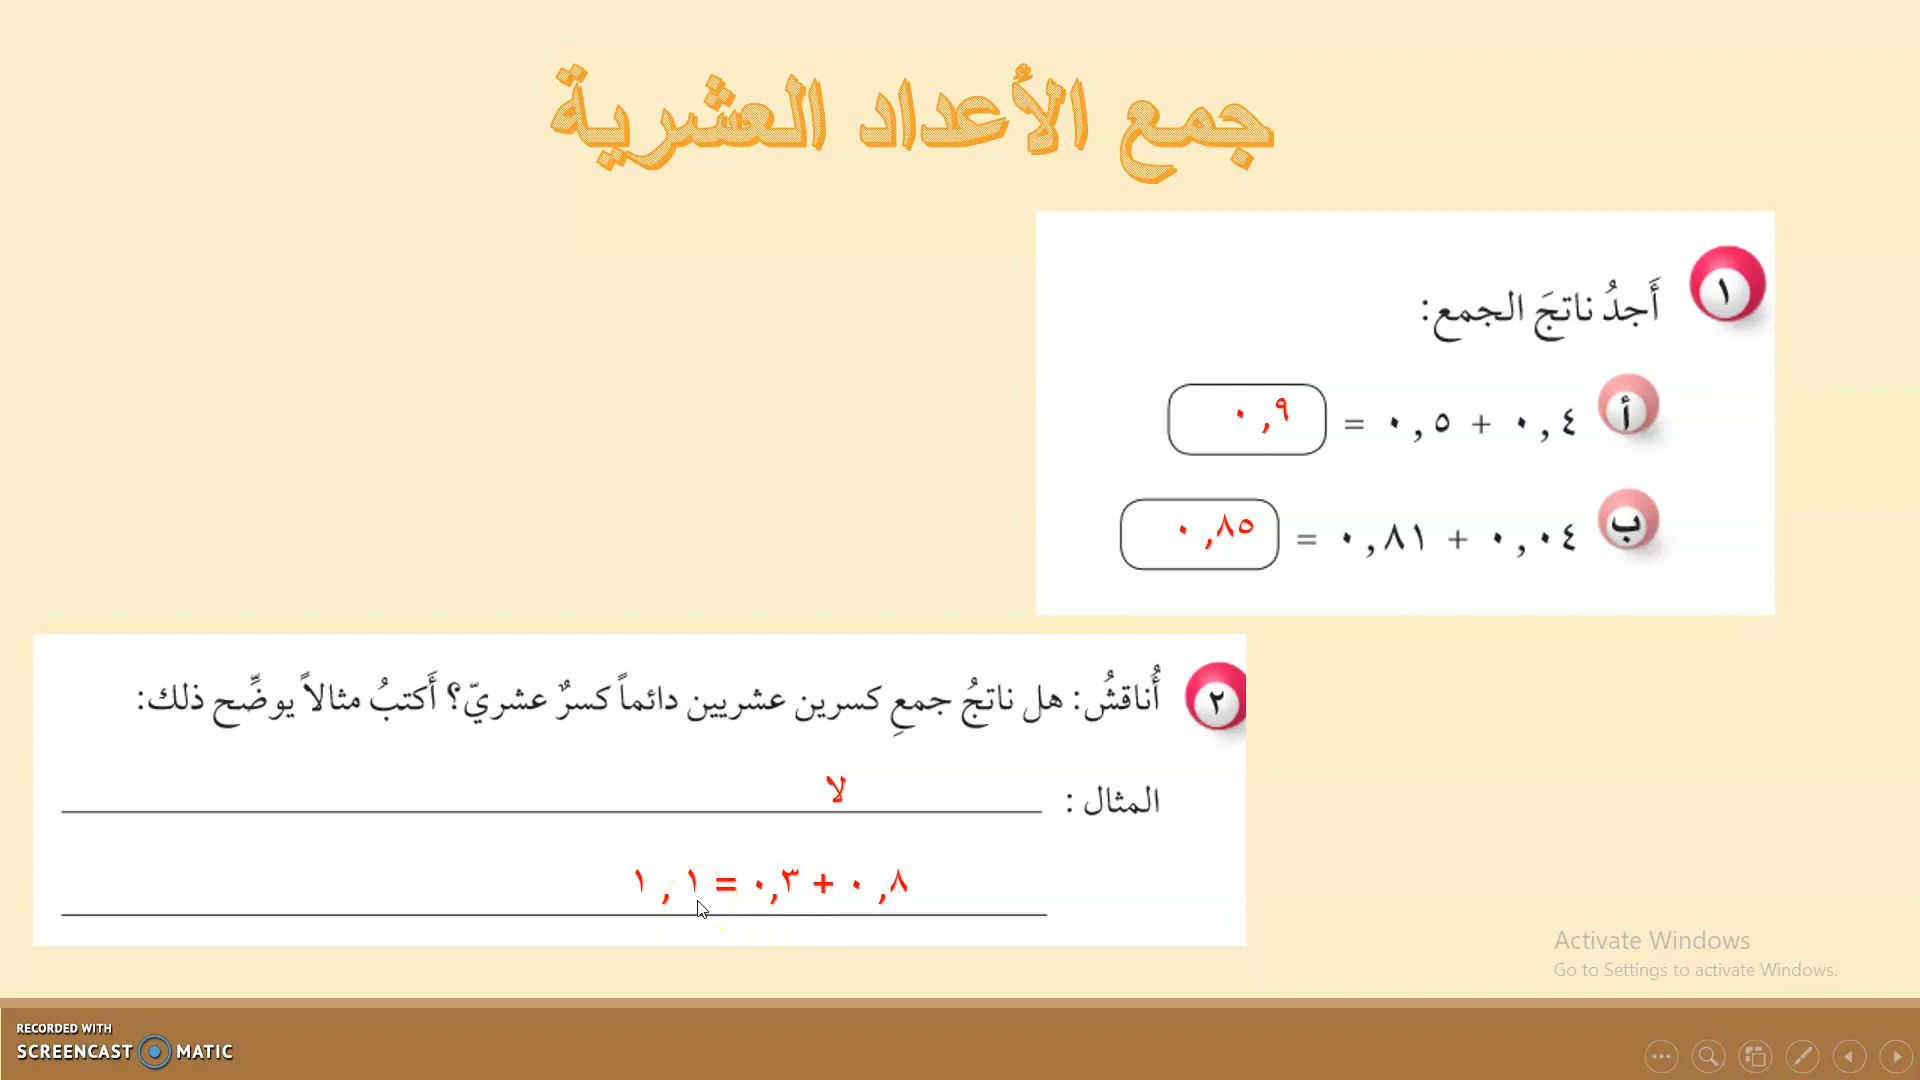 جمع الأعداد العشرية
١
أَجدُ ناتجَ الجمع:
أ ٠,٤ + ٠,٥ = ٠,٩
ب ٠,٠٤ + ٠,٨١ = ٠,٨٥
٢ أُناقشُ: هل ناتجُ جمعِ كسرين عشريين دائماً كسرٌ عشريّ؟ أَكتبُ مثالاً يوضِّح ذلك:
المثال : لا
٠,٨ + ٠,٣ = ١,١
Activate Windows
Go to Settings to activate Windows.
RECORDED WITH
SCREENCAST MATIC